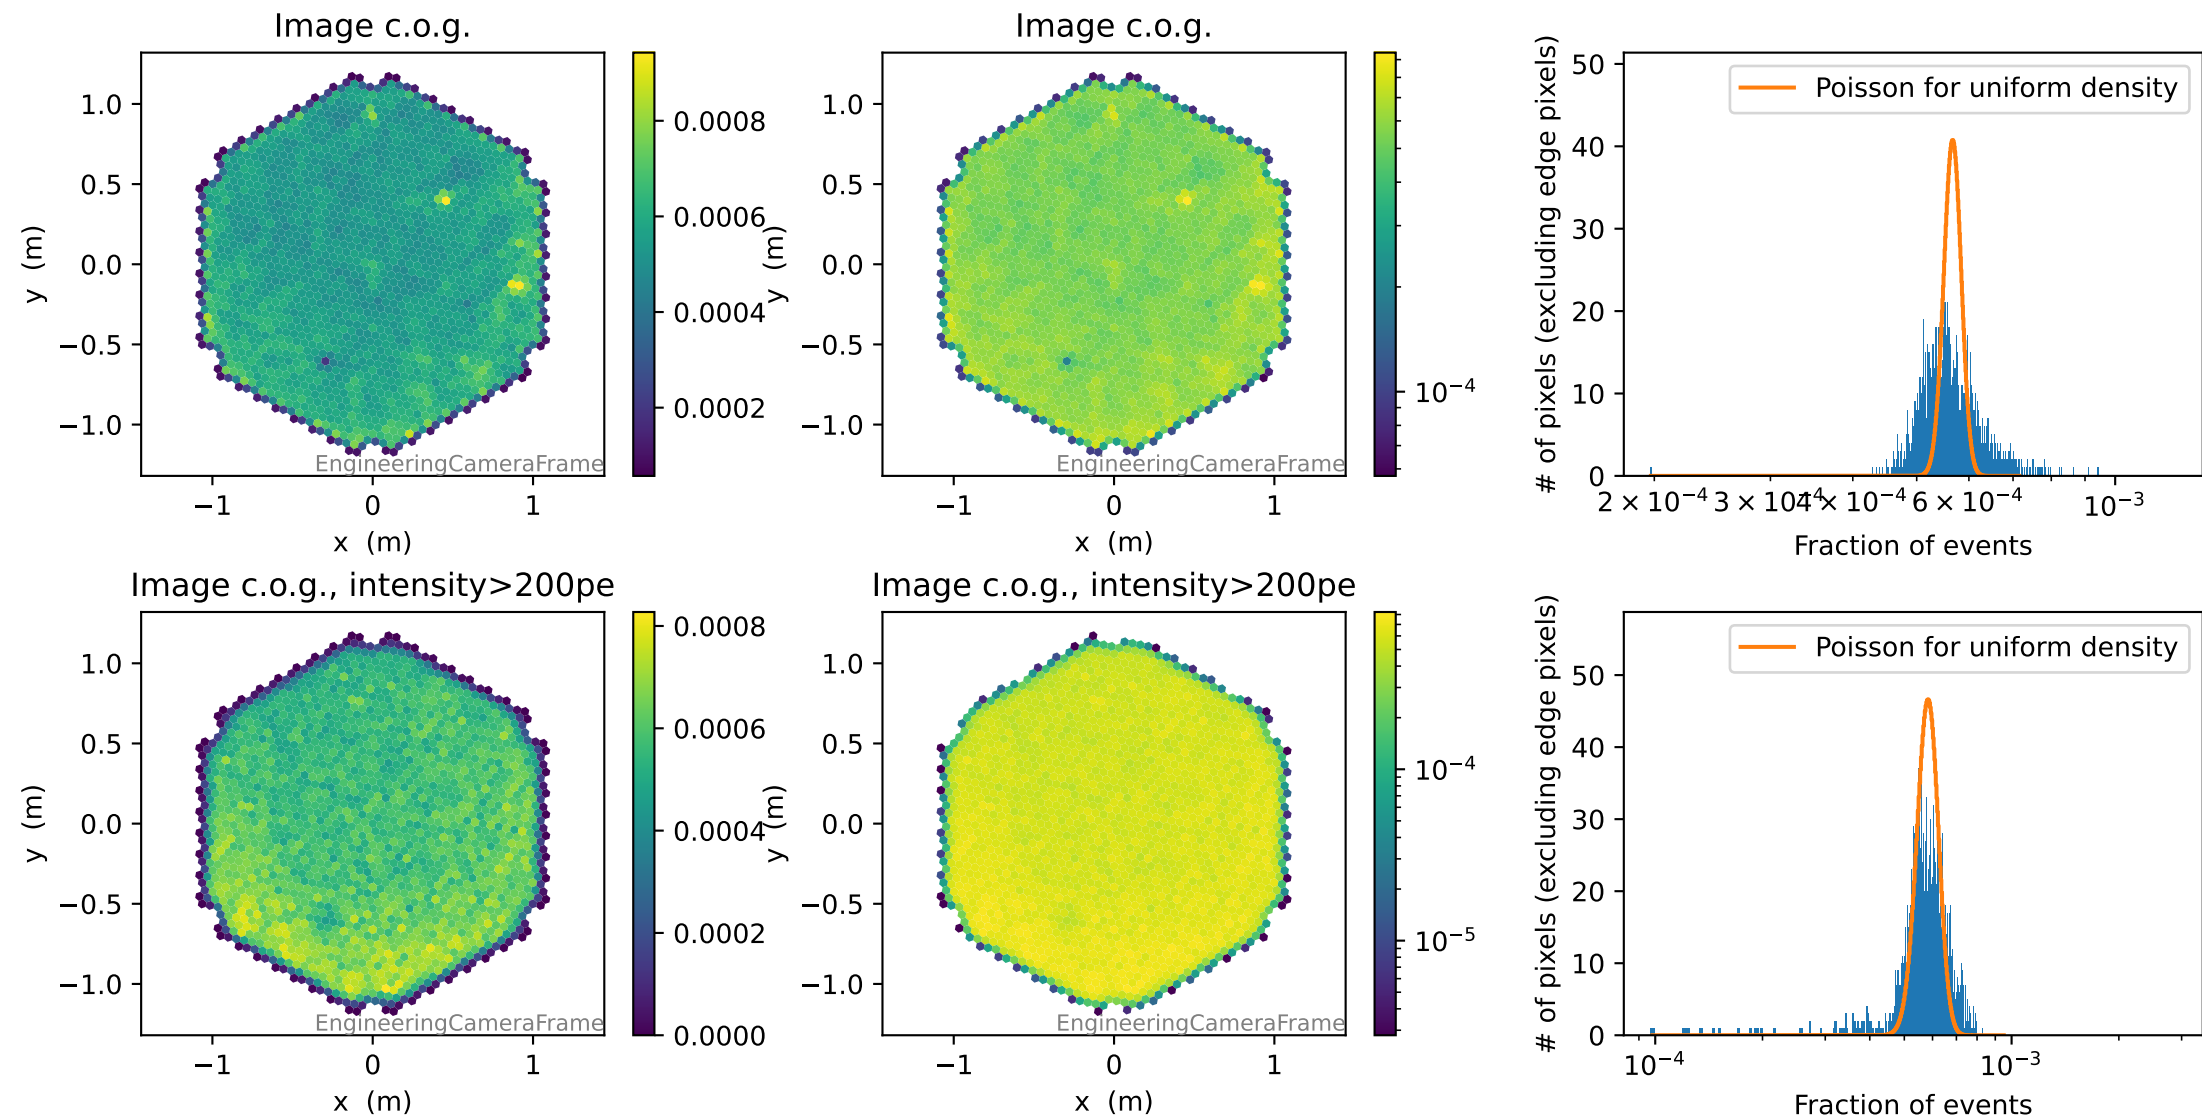 Image c.o.g.
1.0
0.5
0.0
−0.5
−1.0
y (m)
−1 0 1
x (m)
EngineeringCameraFrame
0.0008
0.0006
0.0004
0.0002
Image c.o.g.
1.0
0.5
0.0
−0.5
−1.0
y (m)
−1 0 1
x (m)
EngineeringCameraFrame
10⁻⁴
50
40
30
20
10
0
# of pixels (excluding edge pixels)
Poisson for uniform density
2 × 10⁻⁴ 3 × 10⁻⁴ 4 × 10⁻⁴ 6 × 10⁻⁴ 10⁻³
Fraction of events
Image c.o.g., intensity>200pe
1.0
0.5
0.0
−0.5
−1.0
y (m)
−1 0 1
x (m)
EngineeringCameraFrame
0.0008
0.0006
0.0004
0.0002
0.0000
Image c.o.g., intensity>200pe
1.0
0.5
0.0
−0.5
−1.0
y (m)
−1 0 1
x (m)
EngineeringCameraFrame
10⁻⁴
10⁻⁵
50
40
30
20
10
0
# of pixels (excluding edge pixels)
Poisson for uniform density
10⁻⁴ 10⁻³
Fraction of events